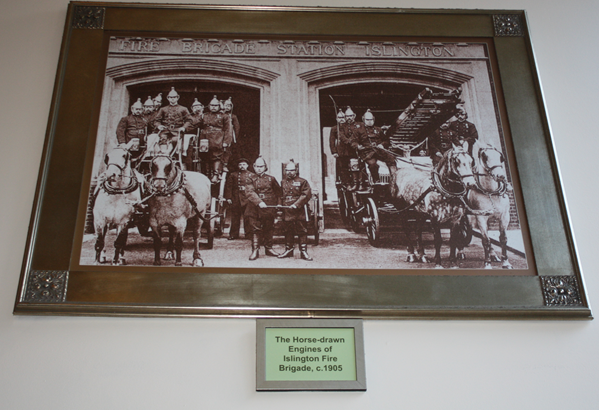 FIRE BRIGADE STATION ISLINGTON
The Horse-drawn
Engines of
Islington Fire
Brigade, c.1905